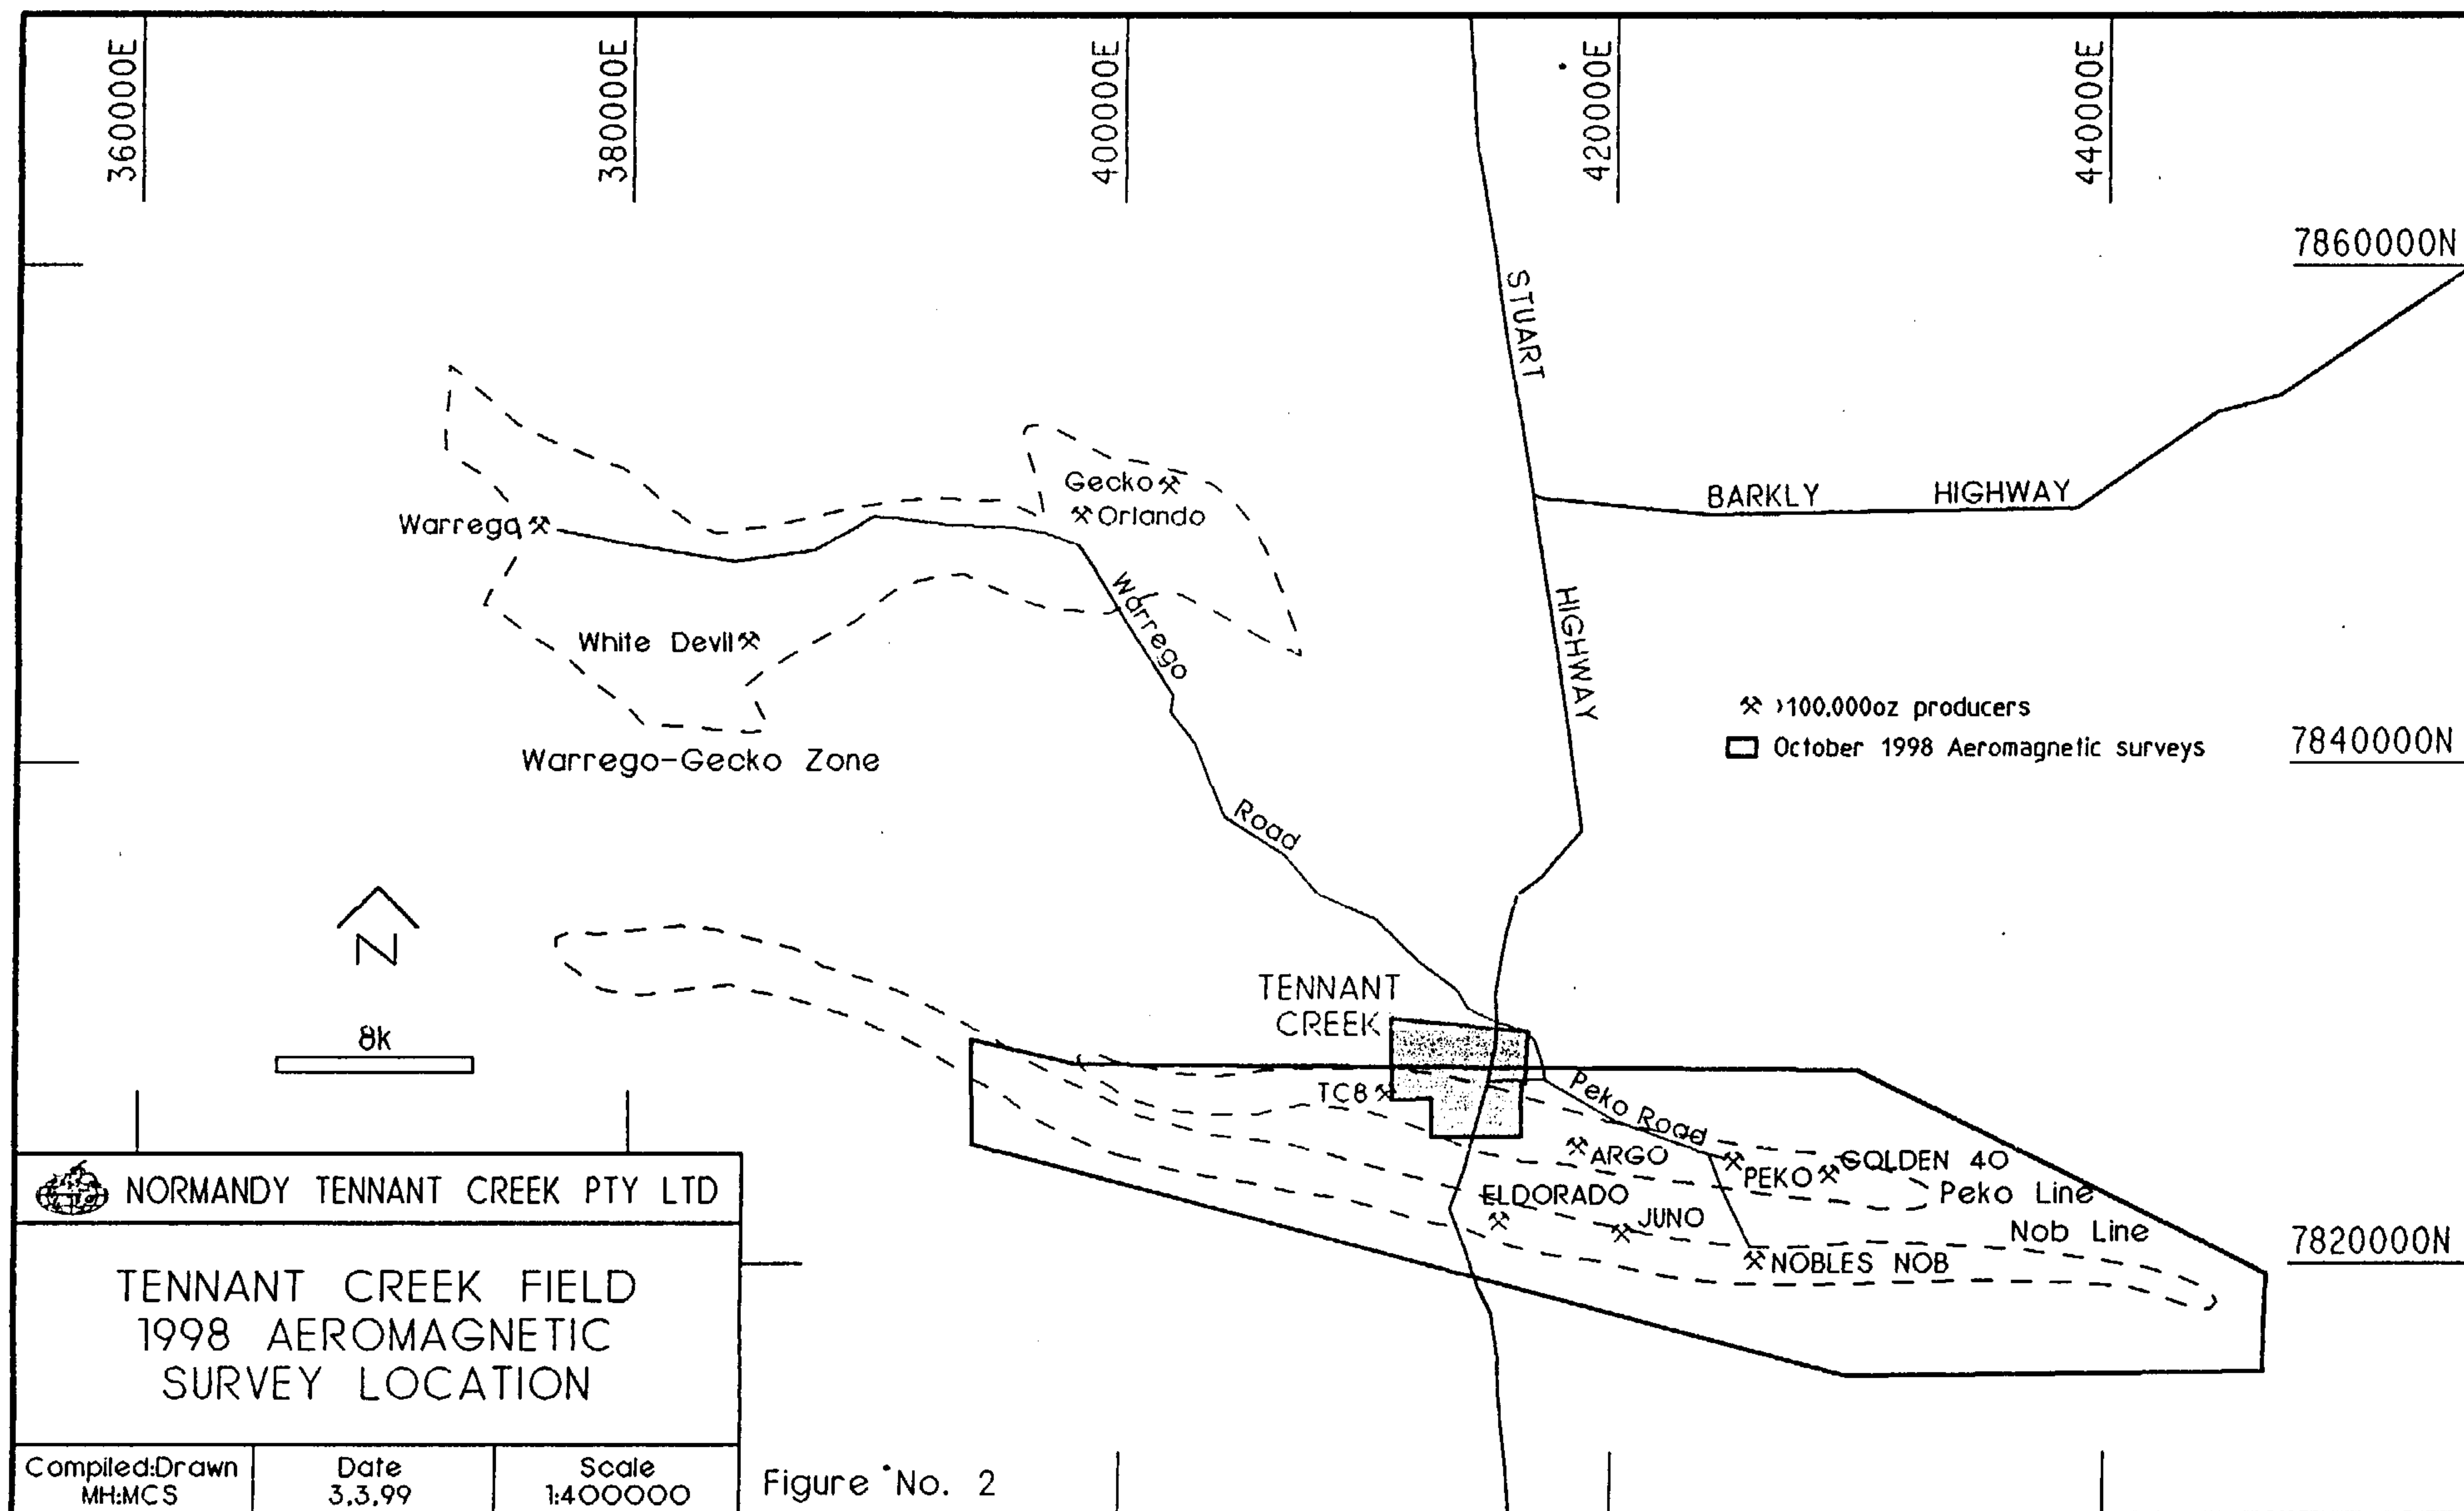 360000E
380000E
400000E
420000E
440000E
7860000N
STUART
HIGHWAY
BARKLY HIGHWAY
Gecko
Orlando
Warrego
White Devil
Warrego
Road
Warrego-Gecko Zone
>100,000oz producers
October 1998 Aeromagnetic surveys
7840000N
N
8k
TENNANT
CREEK
TC8
Peko Road
ARGO
PEKO
GOLDEN 40
Peko Line
ELDORADO
JUNO
Nob Line
NOBLES NOB
7820000N
NORMANDY TENNANT CREEK PTY LTD
TENNANT CREEK FIELD
1998 AEROMAGNETIC
SURVEY LOCATION
Compiled:Drawn
MH:MCS
Date
3.3.99
Scale
1:400000
Figure No. 2